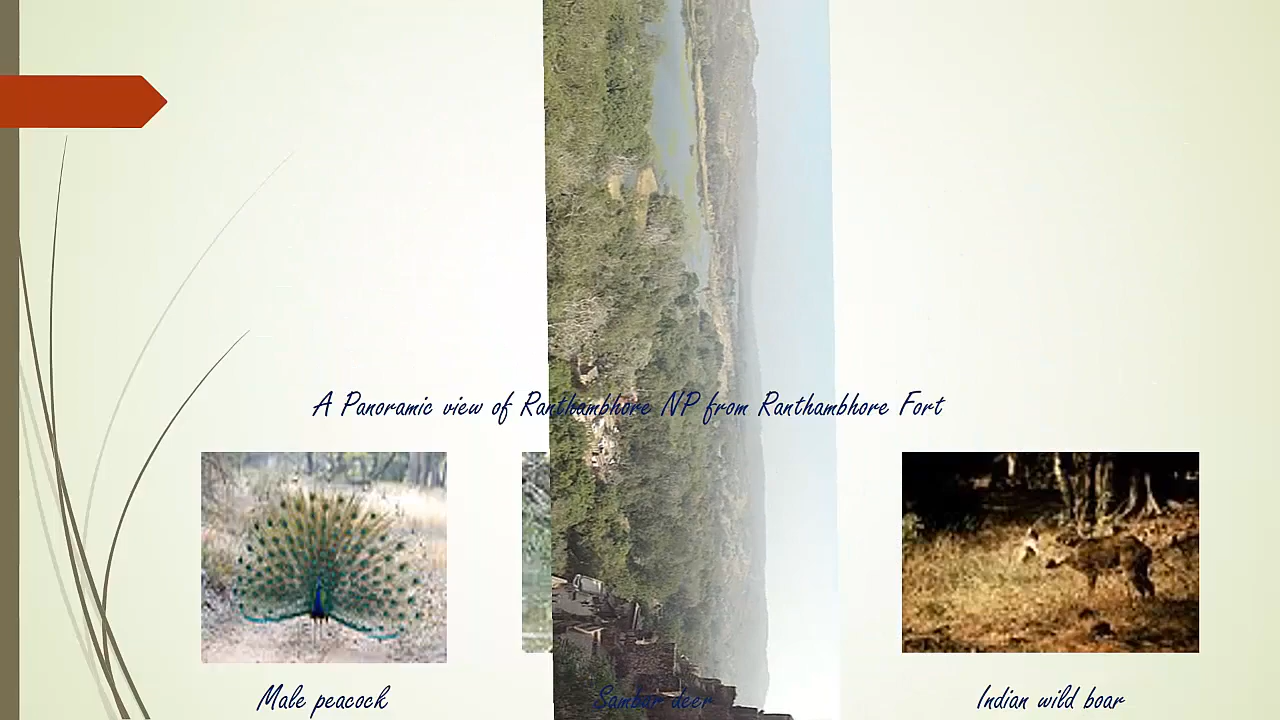 A Panoramic view of Ranthambhore NP from Ranthambhore Fort
Male peacock
Sambar deer
Indian wild boar